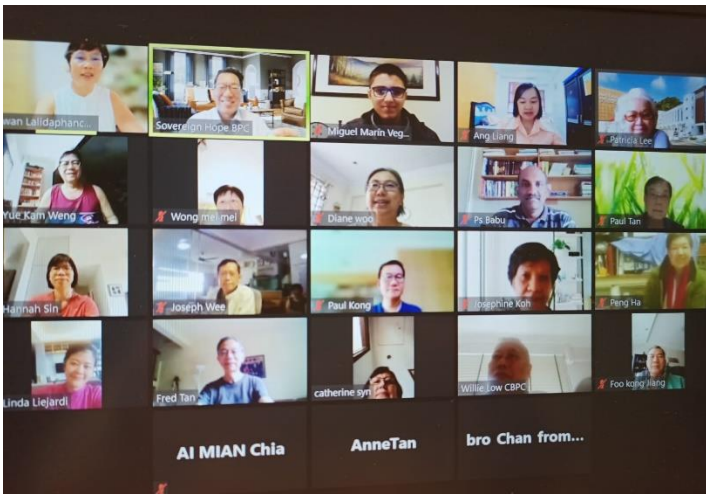 wan Lalidaphanc...
Sovereign Hope BPC
Miguel Marín Veg...
Ang Liang
Patricia Lee
Yue Kam Weng
Wong mei mei
Diane woo
Ps Babu
Paul Tan
Hannah Sin
Joseph Wee
Paul Kong
Josephine Koh
Peng Ha
Linda Liejardi
Fred Tan
catherine syn
Willie Low CBPC
Foo kong Jiang
AI MIAN Chia
AnneTan
bro Chan from...